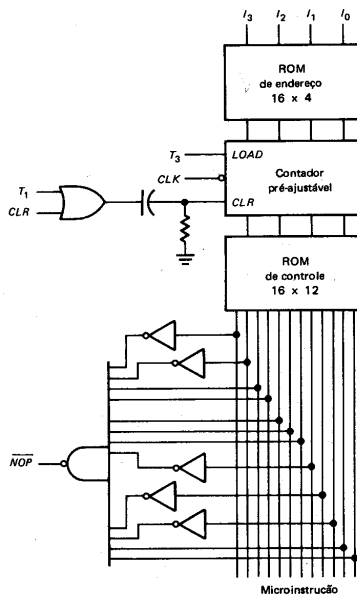 I₃ I₂ I₁ I₀
ROM
de endereço
16 x 4
T₃
LOAD
CLK
Contador
pré-ajustável
T₁
CLR
CLR
ROM
de controle
16 x 12
NOP
Microinstrução